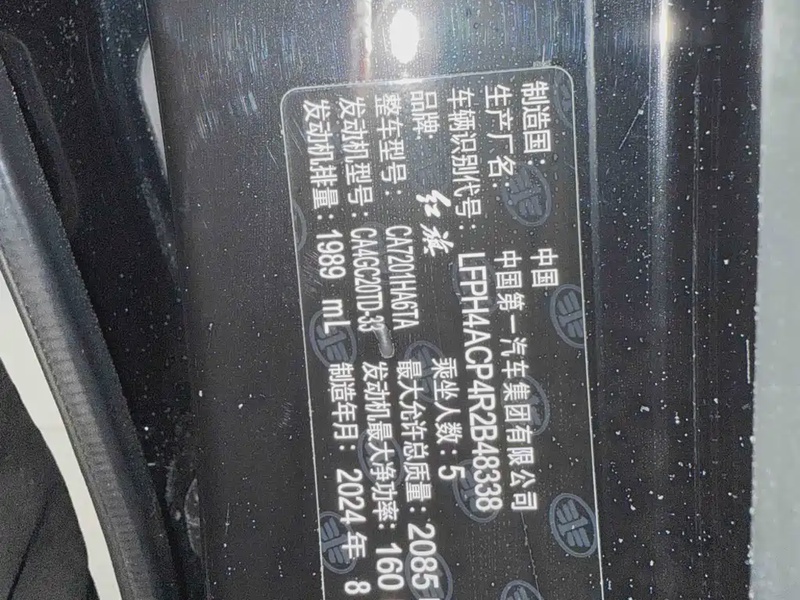 制造国： 中国
生产厂名： 中国第一汽车集团有限公司
车辆识别代号： LFPH4ACP4R2B48338
品牌： 红旗 乘坐人数：5
整车型号： CA7201HA6TA 最大允许总质量：2085
发动机型号：CA4GC20TD-33 发动机最大净功率：160
发动机排量：1989 mL 制造年月：2024 年 8